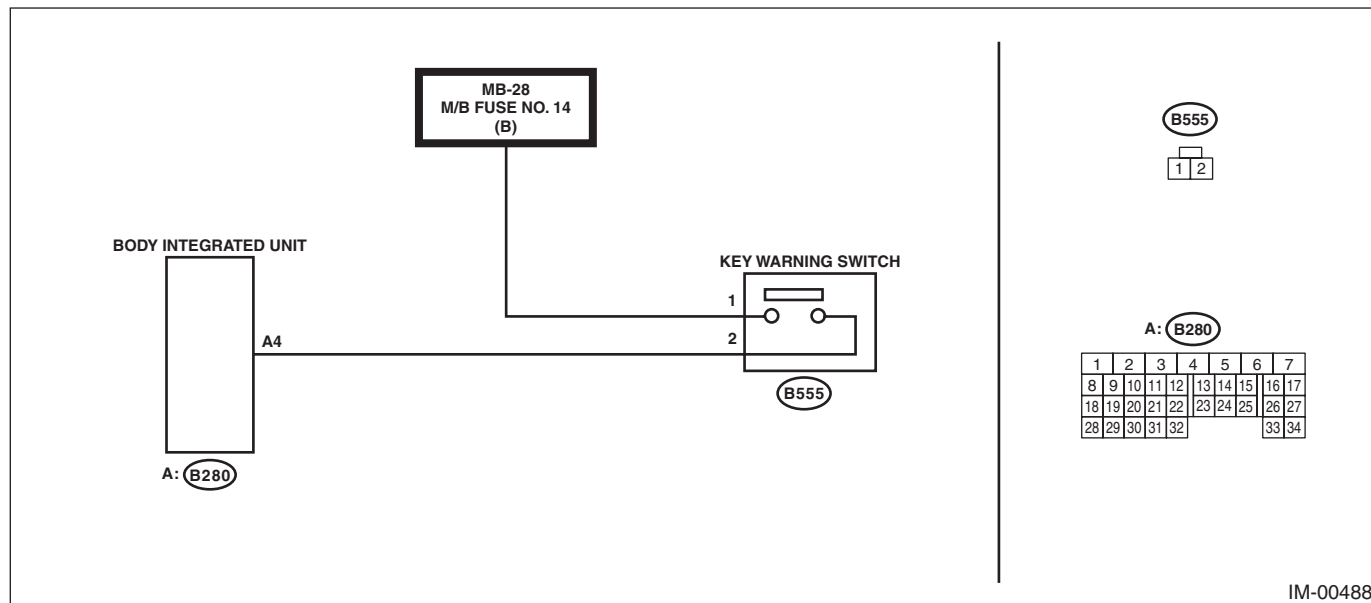 MB-28
M/B FUSE NO. 14
(B)
BODY INTEGRATED UNIT
A4
A: B280
KEY WARNING SWITCH
1
2
B555
B555
1 2
A: B280
1 2 3 4 5 6 7
8 9 10 11 12 13 14 15 16 17
18 19 20 21 22 23 24 25 26 27
28 29 30 31 32 33 34
IM-00488